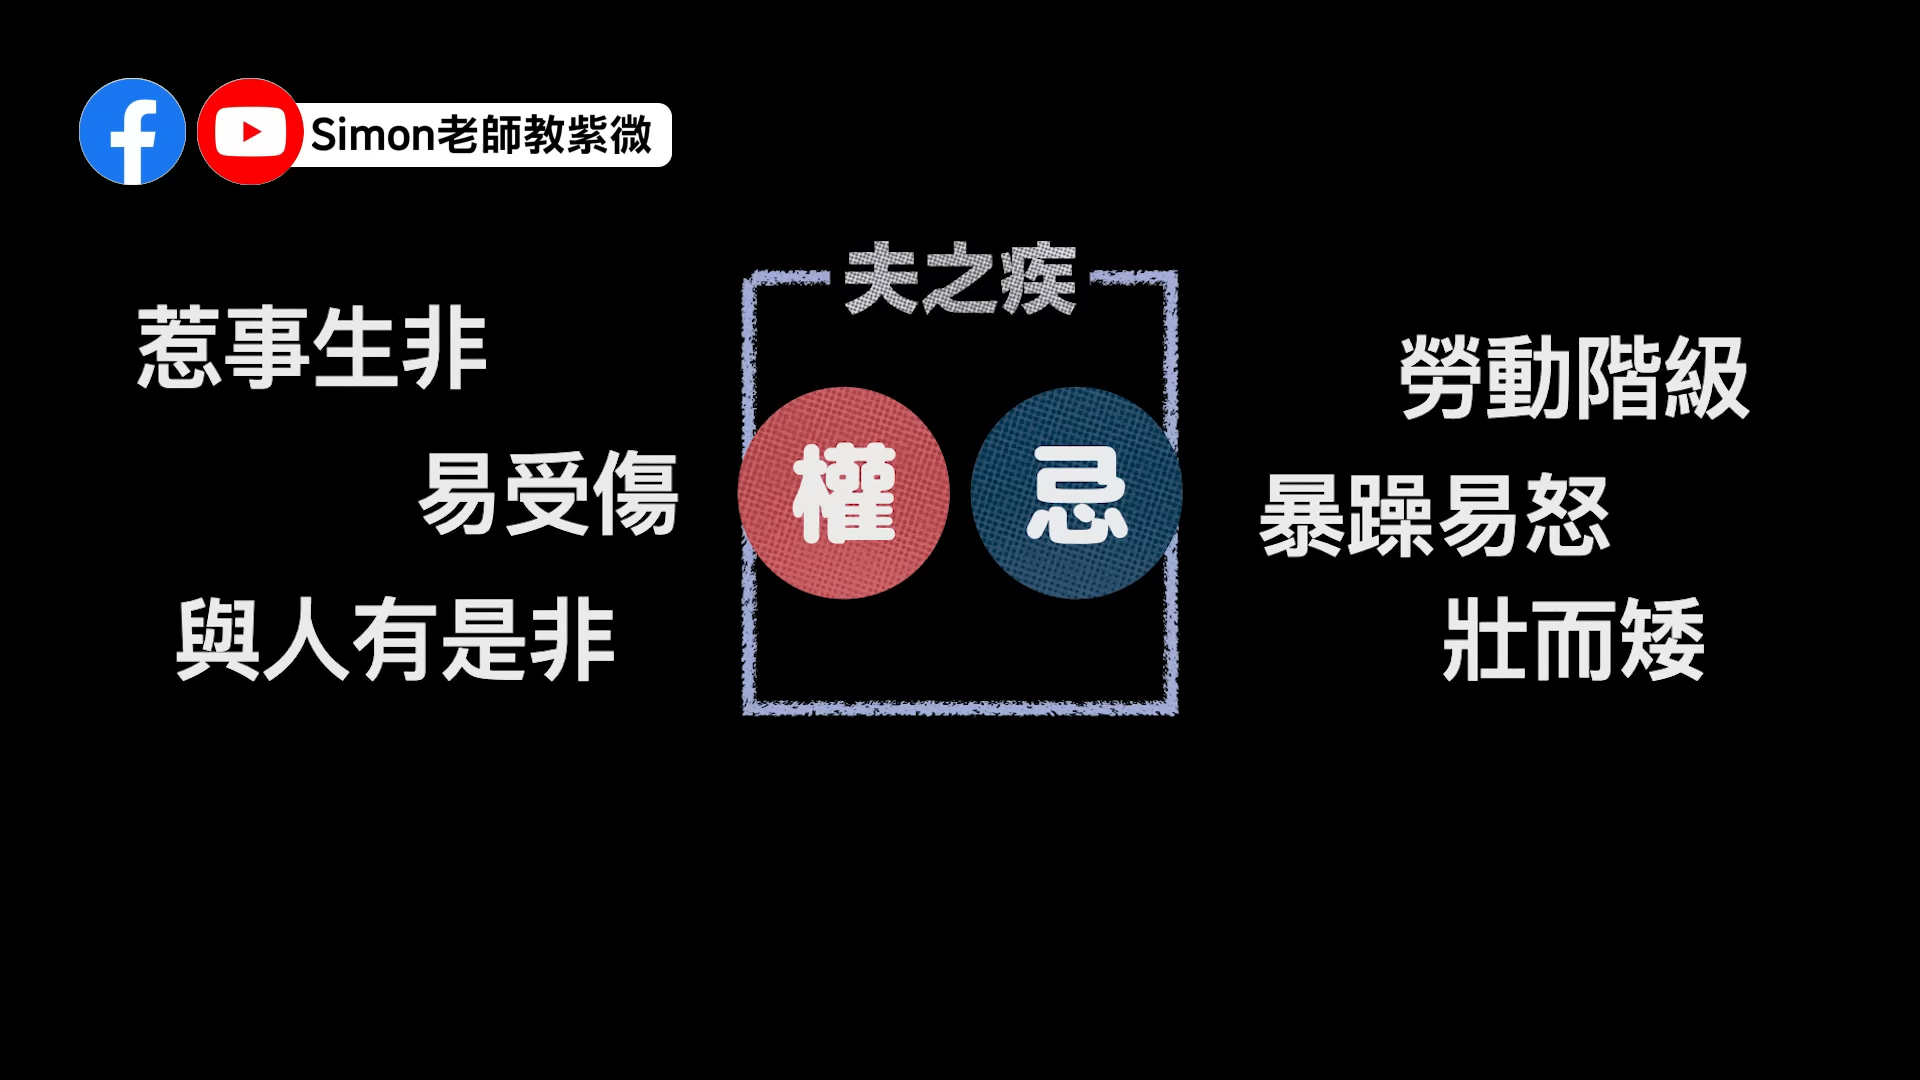 Simon老師教紫微
夫之疾
惹事生非
易受傷
與人有是非
權
忌
勞動階級
暴躁易怒
壯而矮